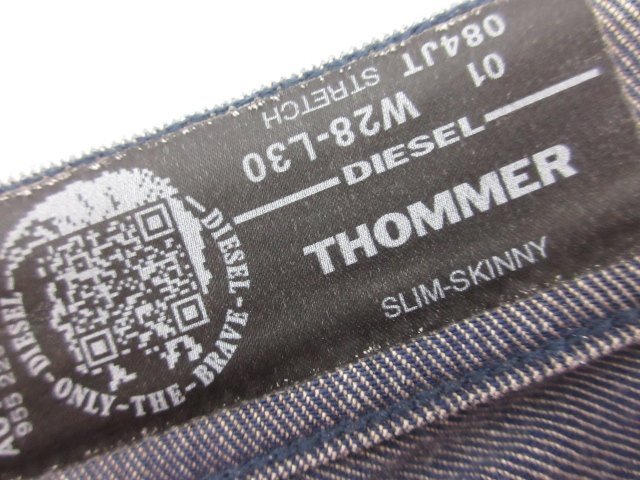 01
084JT STRETCH
W28-L30
DIESEL
THOMMER
SLIM-SKINNY
DIESEL-ONLY-THE-BRAVE-DIESEL